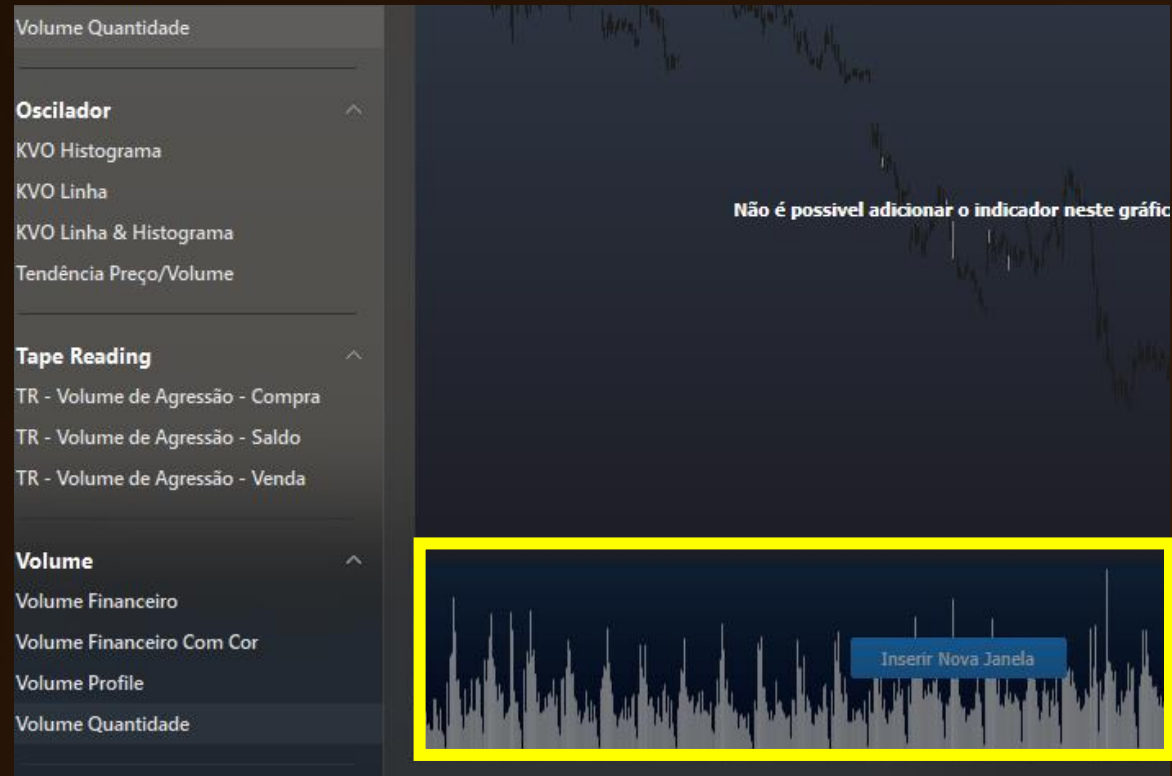 Volume Quantidade
Oscilador
KVO Histograma
KVO Linha
KVO Linha & Histograma
Tendência Preço/Volume
Tape Reading
TR - Volume de Agressão - Compra
TR - Volume de Agressão - Saldo
TR - Volume de Agressão - Venda
Volume
Volume Financeiro
Volume Financeiro Com Cor
Volume Profile
Volume Quantidade
Não é possivel adicionar o indicador neste gráfic
Inserir Nova Janela